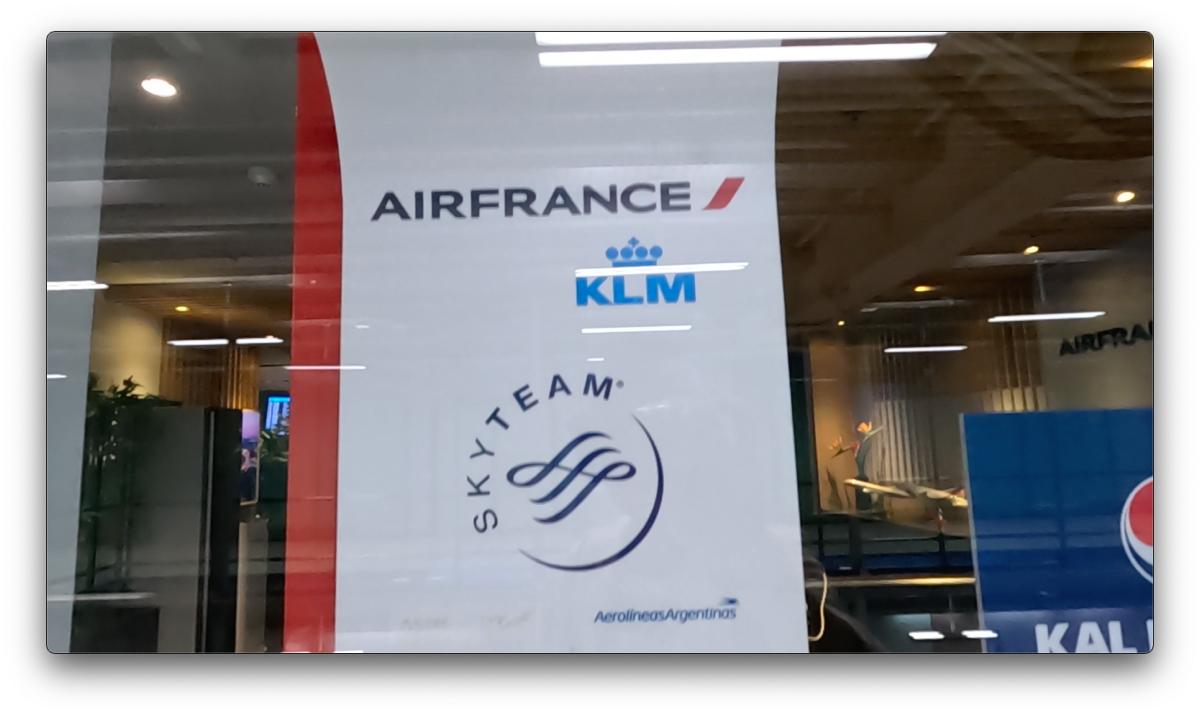 AIRFRANCE
KLM
SKYTEAM
AerolíneasArgentinas
AIRFRA
KAL